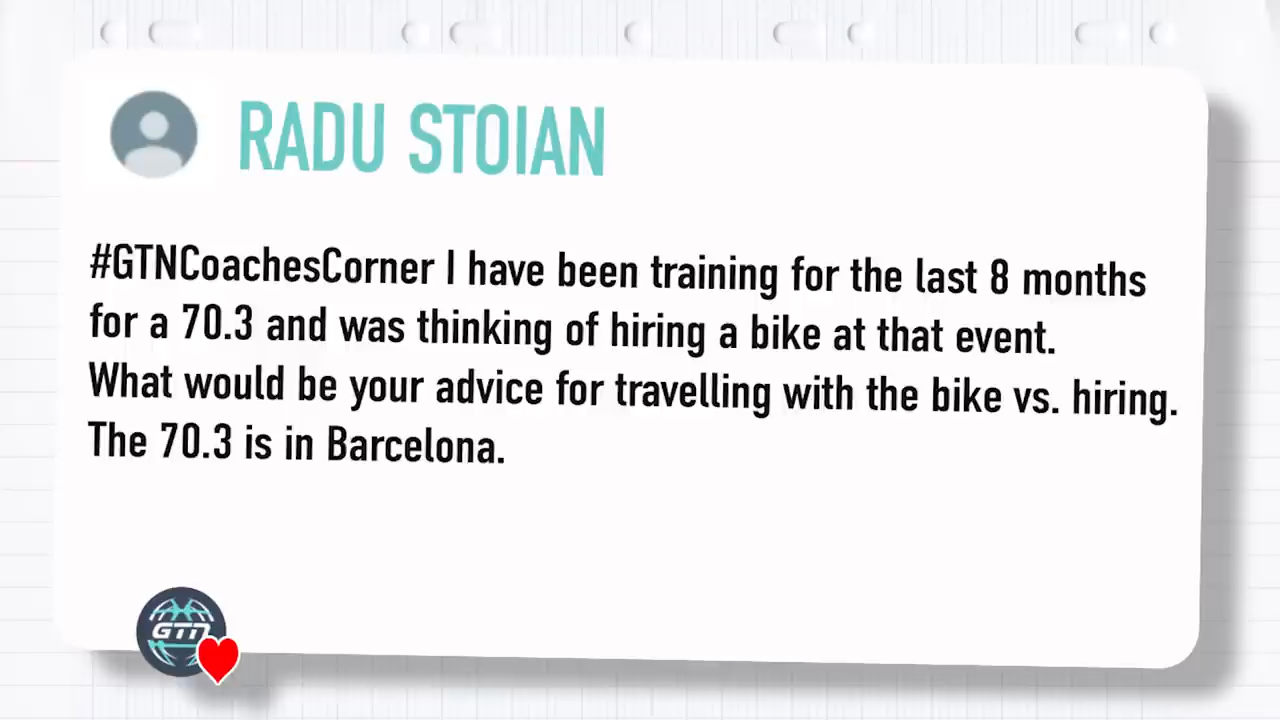 RADU STOIAN
#GTNCoachesCorner I have been training for the last 8 months
for a 70.3 and was thinking of hiring a bike at that event.
What would be your advice for travelling with the bike vs. hiring.
The 70.3 is in Barcelona.
GTN